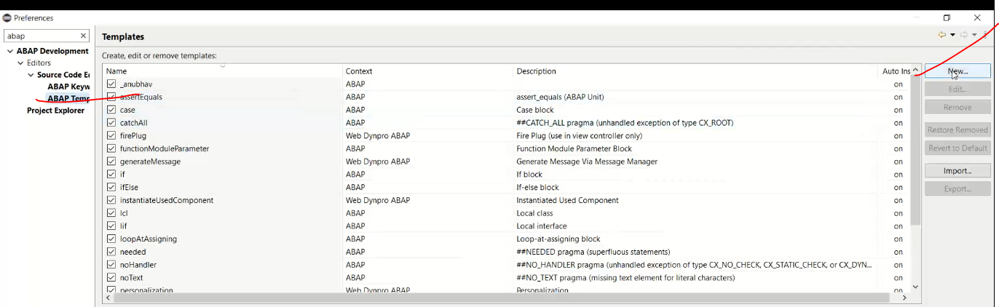 Preferences
abap
Templates
ABAP Development
Editors
Source Code Ec
ABAP Keyw
ABAP Temp
Project Explorer
Create, edit or remove templates:
Name Context Description Auto Ins
_anubhav ABAP on
assertEquals ABAP assert_equals (ABAP Unit) on
case ABAP Case block on
catchAll ABAP ##CATCH_ALL pragma (unhandled exception of type CX_ROOT) on
firePlug Web Dynpro ABAP Fire Plug (use in view controller only) on
functionModuleParameter ABAP Function Module Parameter Block on
generateMessage Web Dynpro ABAP Generate Message Via Message Manager on
if ABAP If block on
ifElse ABAP If-else block on
instantiateUsedComponent Web Dynpro ABAP Instantiated Used Component on
lcl ABAP Local class on
lif ABAP Local interface on
loopAtAssigning ABAP Loop-at-assigning block on
needed ABAP ##NEEDED pragma (superfluous statements) on
noHandler ABAP ##NO_HANDLER pragma (unhandled exception of type CX_NO_CHECK, CX_STATIC_CHECK, or CX_DYN... on
noText ABAP ##NO_TEXT pragma (missing text element for literal characters) on
personalization Web Dynpro ABAP Personalization on
New...
Edit...
Remove
Restore Removed
Revert to Default
Import...
Export...